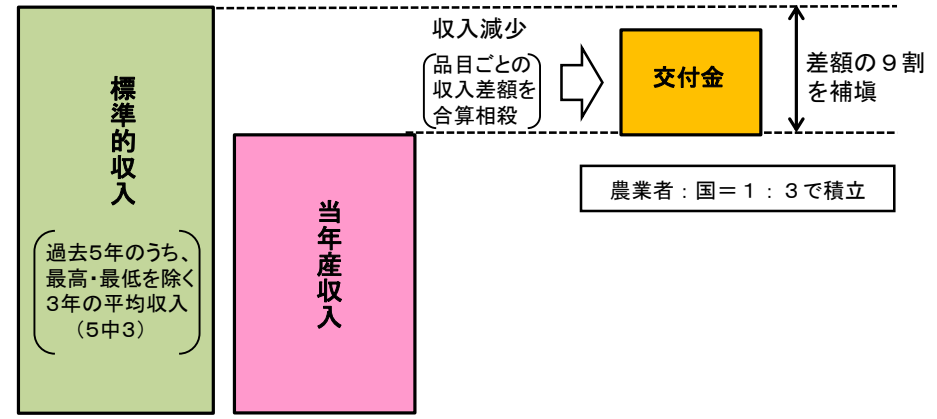 標準的収入
過去5年のうち、
最高・最低を除く
3年の平均収入
(5中3)
当年産収入
収入減少
品目ごとの
収入差額を
合算相殺
交付金
差額の9割
を補塡
農業者:国=1:3で積立